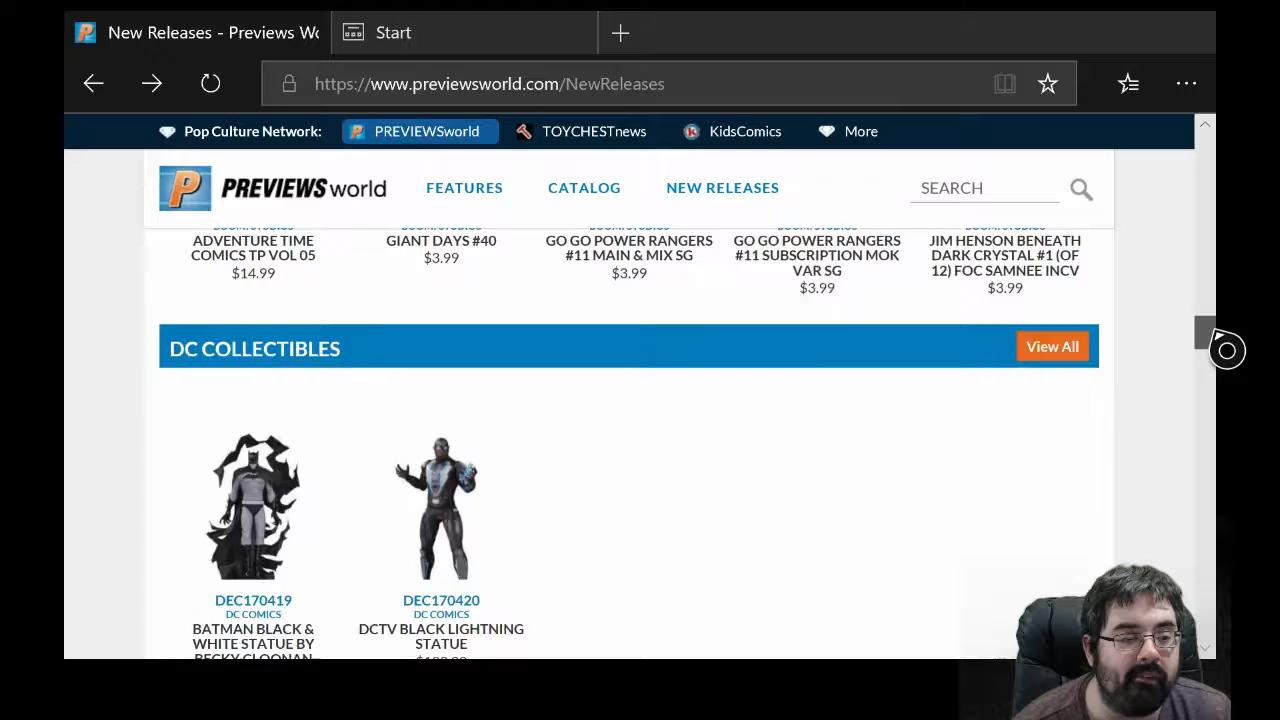 New Releases - Previews Wo
Start
https://www.previewsworld.com/NewReleases
Pop Culture Network:
PREVIEWSworld
TOYCHESTnews
KidsComics
More
PREVIEWS world
FEATURES
CATALOG
NEW RELEASES
SEARCH
ADVENTURE TIME
COMICS TP VOL 05
$14.99
GIANT DAYS #40
$3.99
GO GO POWER RANGERS
#11 MAIN & MIX SG
$3.99
GO GO POWER RANGERS
#11 SUBSCRIPTION MOK
VAR SG
$3.99
JIM HENSON BENEATH
DARK CRYSTAL #1 (OF
12) FOC SAMNEE INCV
$3.99
DC COLLECTIBLES
View All
DEC170419
DC COMICS
BATMAN BLACK &
WHITE STATUE BY
BECKY CLOONAN
DEC170420
DC COMICS
DCTV BLACK LIGHTNING
STATUE